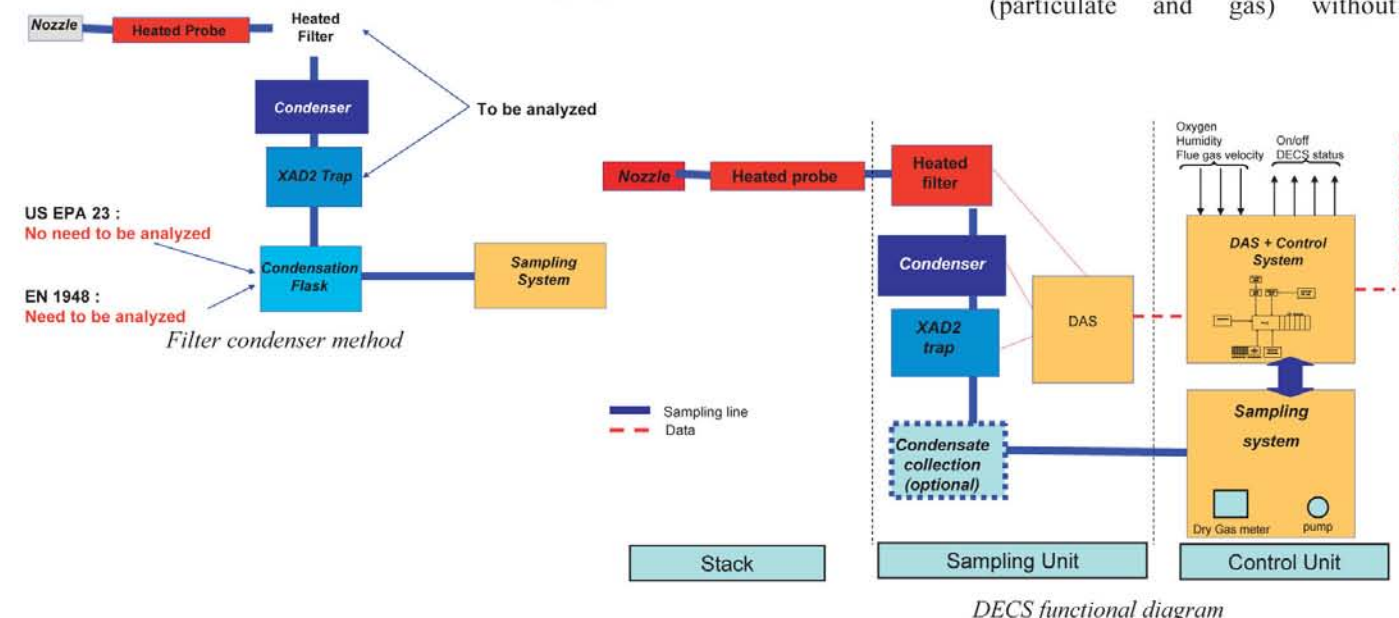 (particulate and gas) without
Nozzle
Heated Probe
Heated
Filter
Condenser
To be analyzed
XAD2 Trap
US EPA 23 :
No need to be analyzed
Condensation
Flask
Sampling
System
EN 1948 :
Need to be analyzed
Filter condenser method
Oxygen
Humidity
Flue gas velocity
On/off
DECS status
Nozzle
Heated probe
Heated
filter
Condenser
XAD2
trap
DAS
DAS + Control
System
Sampling line
Data
Condensate
collection
(optional)
Sampling
system
Dry Gas meter
pump
Stack
Sampling Unit
Control Unit
DECS functional diagram